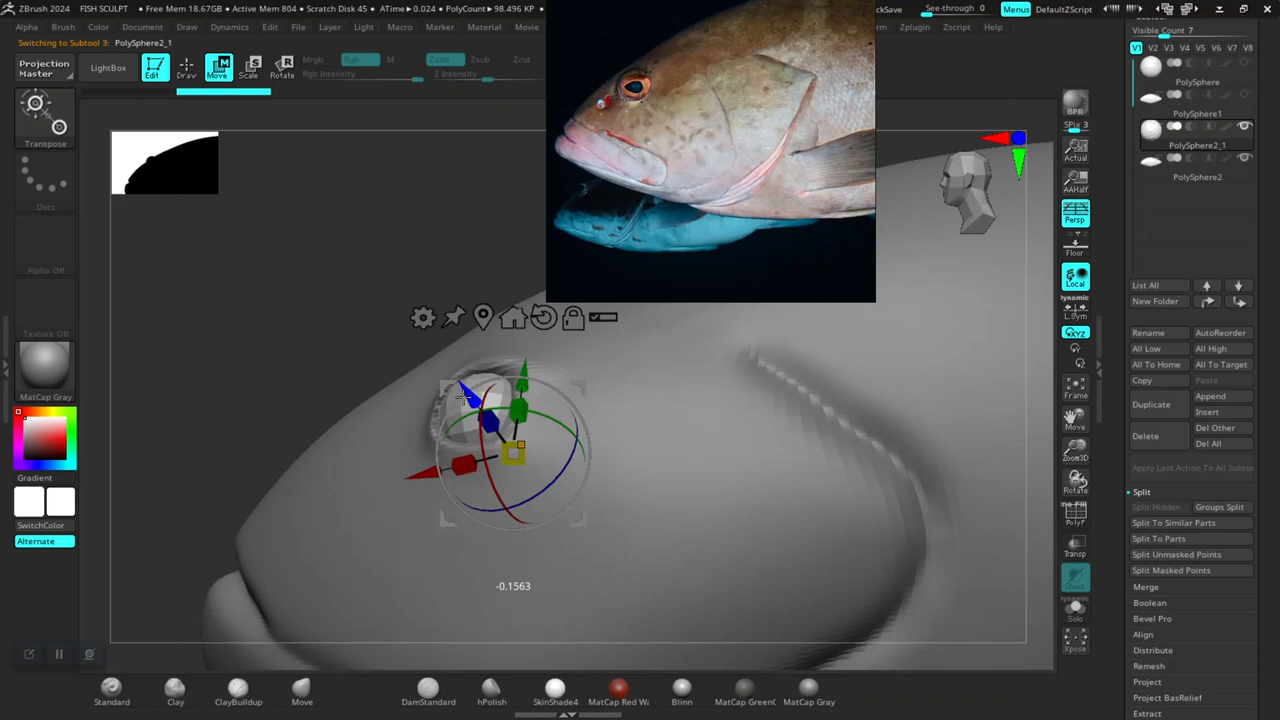 ZBrush 2024 FISH SCULPT • Free Mem 18.67GB • Active Mem 804 • Scratch Disk 45 • ATime▶0.024 • PolyCount▶98.496 KP
ckSave See-through 0 Menus DefaultZScript
Alpha Brush Color Document Draw Dynamics Edit File Layer Light Macro Marker Material Movie Plugin Zscript Help
Switching to Subtool 3: PolySphere2_1
Projection Master
LightBox
Edit Draw Move Scale Rotate
Mrgb Rgb M Zadd Zsub Zcut
Rgb Intensity Z Intensity
Transpose
Dots
Alpha Off
Texture Off
MatCap Gray
Gradient
SwitchColor
Alternate
-0.1563
Standard Clay ClayBuildup Move DamStandard hPolish SkinShade4 MatCap Red Wa Blinn MatCap GreenC MatCap Gray
BPR
SPix 3
Actual
AAHalf
Persp
Floor
Local
Dynamic
L.Sym
XYZ
Frame
Move
Zoom3D
Rotate
PolyF
Transp
Ghost
Dynamic
Solo
Xpose
Visible Count 7
V1 V2 V3 V4 V5 V6 V7 V8
PolySphere
PolySphere1
PolySphere2_1
PolySphere2
List All
New Folder
Rename AutoReorder
All Low All High
All To Home All To Target
Copy Paste
Duplicate Append
Insert
Delete Del Other
Del All
Apply Last Action To All Subtoo
Split
Split Hidden Groups Split
Split To Similar Parts
Split To Parts
Split Unmasked Points
Split Masked Points
Merge
Boolean
Bevel Pro
Align
Distribute
Remesh
Project
Project BasRelief
Extract